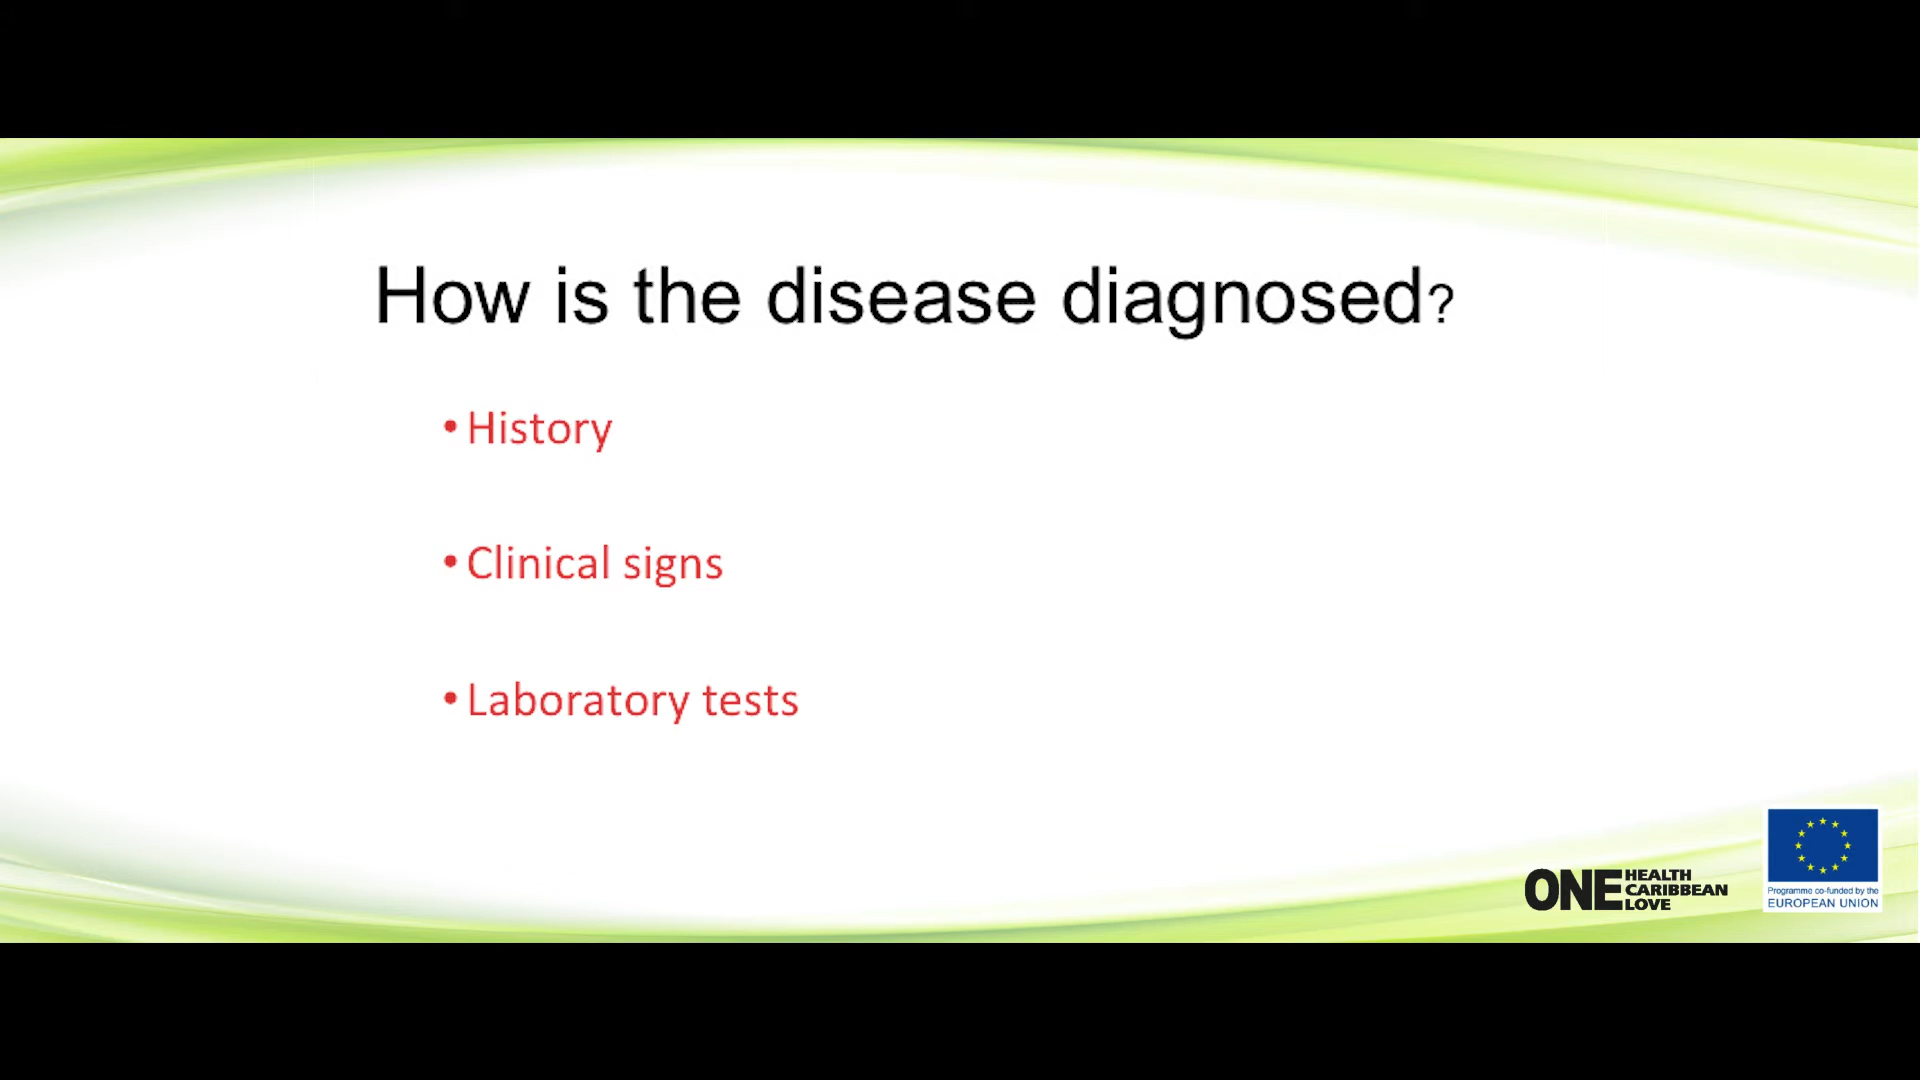 How is the disease diagnosed?
• History
• Clinical signs
• Laboratory tests
ONE HEALTH
CARIBBEAN
LOVE
Programme co-funded by the
EUROPEAN UNION